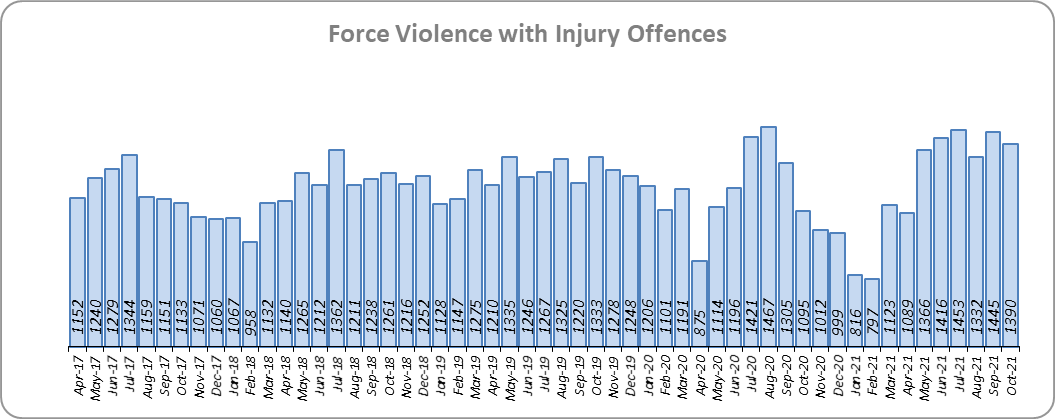 Force Violence with Injury Offences
1152 1240 1279 1344 1159 1151 1133 1071 1060 1067 958 1132 1140 1265 1212 1362 1211 1238 1261 1216 1252 1128 1147 1275 1210 1335 1246 1267 1325 1220 1333 1278 1248 1206 1101 1191 875 1114 1196 1421 1467 1305 1095 1012 999 816 797 1123 1089 1366 1416 1453 1332 1445 1390
Apr-17 May-17 Jun-17 Jul-17 Aug-17 Sep-17 Oct-17 Nov-17 Dec-17 Jan-18 Feb-18 Mar-18 Apr-18 May-18 Jun-18 Jul-18 Aug-18 Sep-18 Oct-18 Nov-18 Dec-18 Jan-19 Feb-19 Mar-19 Apr-19 May-19 Jun-19 Jul-19 Aug-19 Sep-19 Oct-19 Nov-19 Dec-19 Jan-20 Feb-20 Mar-20 Apr-20 May-20 Jun-20 Jul-20 Aug-20 Sep-20 Oct-20 Nov-20 Dec-20 Jan-21 Feb-21 Mar-21 Apr-21 May-21 Jun-21 Jul-21 Aug-21 Sep-21 Oct-21